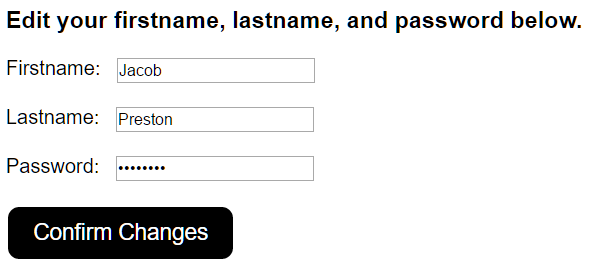 Edit your firstname, lastname, and password below.
Firstname: Jacob
Lastname: Preston
Password: ••••••••
Confirm Changes